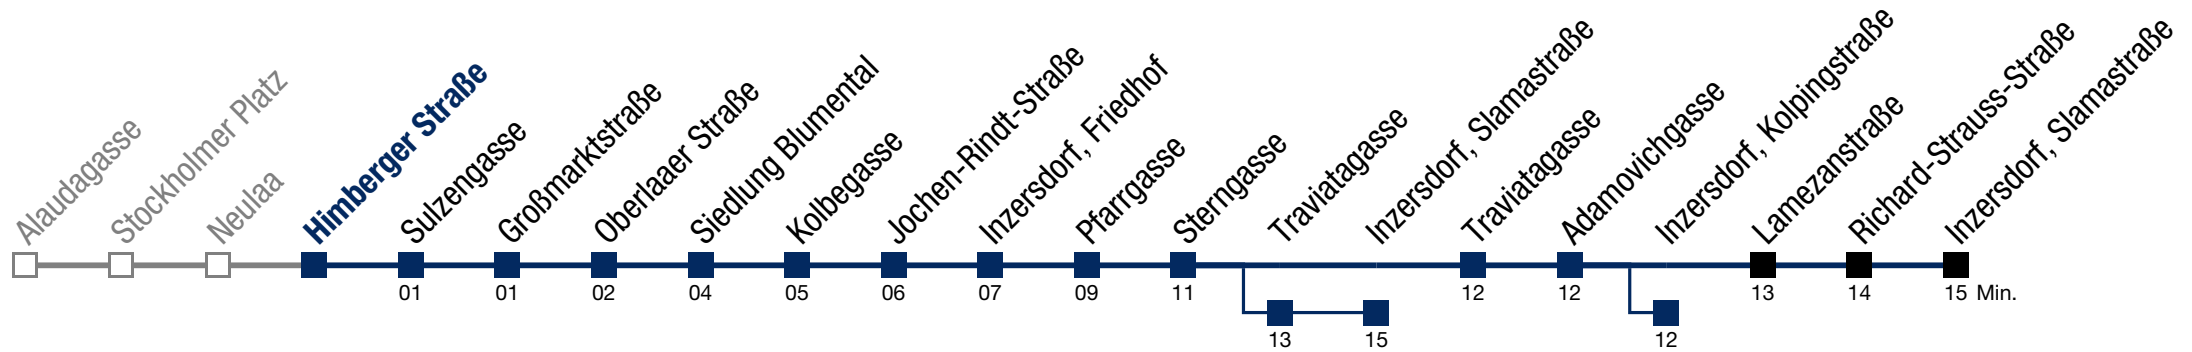 Alaudagasse
Stockholmer Platz
Neulaa
Himberger Straße
Sulzengasse
Großmarktstraße
Oberlaaer Straße
Siedlung Blumental
Kolbegasse
Jochen-Rindt-Straße
Inzersdorf, Friedhof
Pfarrgasse
Sterngasse
Traviatagasse
Inzersdorf, Slamastraße
Traviatagasse
Adamovichgasse
Inzersdorf, Kolpingstraße
Lamezanstraße
Richard-Strauss-Straße
Inzersdorf, Slamastraße
01 01 02 04 05 06 07 09 11 12 12 13 14 15 Min.
13 15 12